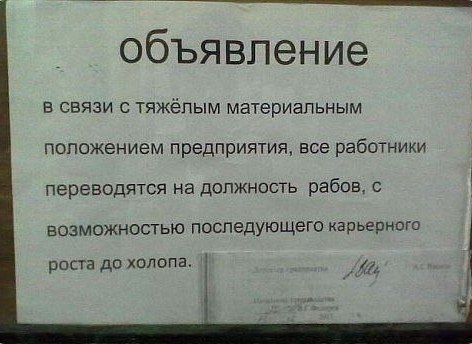 объявление
в связи с тяжёлым материальным
положением предприятия, все работники
переводятся на должность рабов, с
возможностью последующего карьерного
роста до холопа.